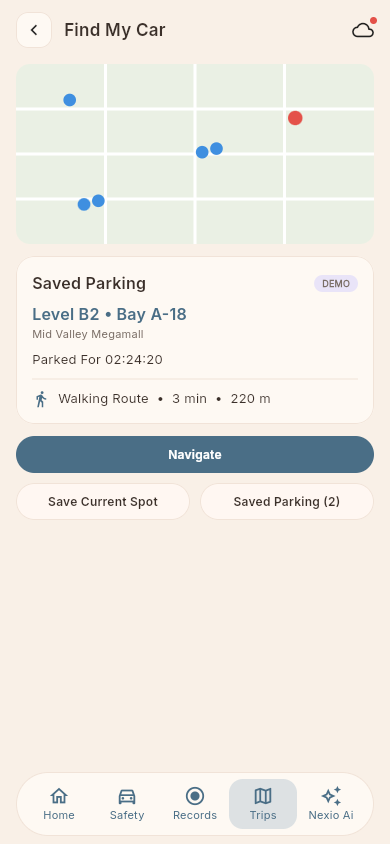 Find My Car
Saved Parking
DEMO
Level B2 • Bay A-18
Mid Valley Megamall
Parked For 02:24:20
Walking Route • 3 min • 220 m
Navigate
Save Current Spot
Saved Parking (2)
Home
Safety
Records
Trips
Nexio Ai